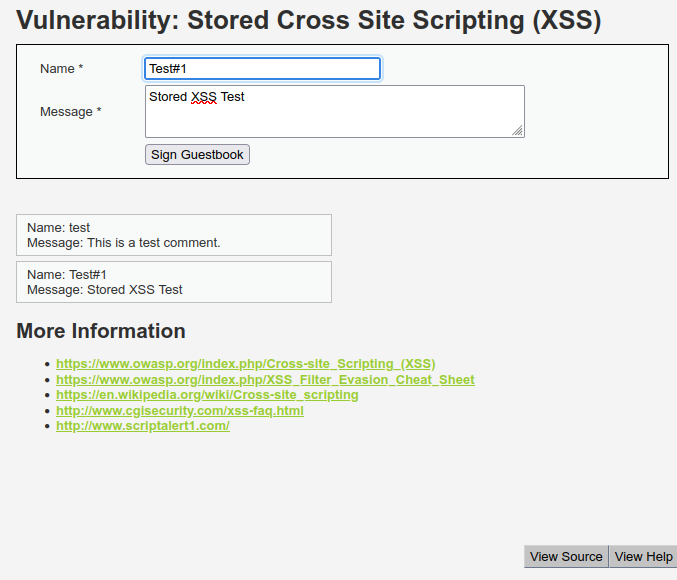 Vulnerability: Stored Cross Site Scripting (XSS)
Name * Test#1
Message * Stored XSS Test
Sign Guestbook
Name: test
Message: This is a test comment.
Name: Test#1
Message: Stored XSS Test
More Information
https://www.owasp.org/index.php/Cross-site_Scripting_(XSS)
https://www.owasp.org/index.php/XSS_Filter_Evasion_Cheat_Sheet
https://en.wikipedia.org/wiki/Cross-site_scripting
http://www.cgisecurity.com/xss-faq.html
http://www.scriptalert1.com/
View Source View Help